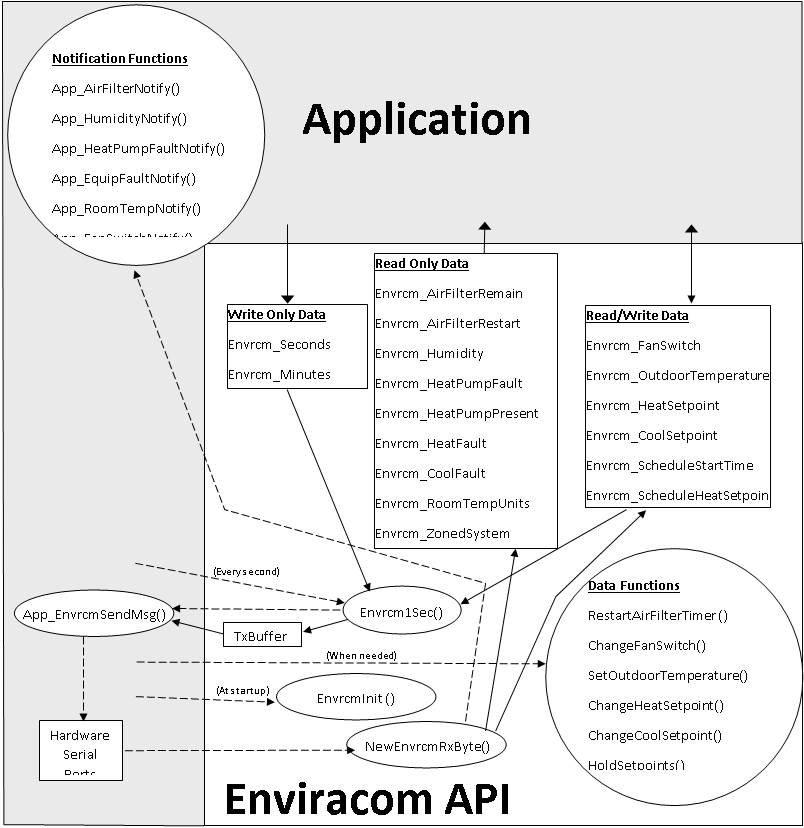 Notification Functions
App_AirFilterNotify()
App_HumidityNotify()
App_HeatPumpFaultNotify()
App_EquipFaultNotify()
App_RoomTempNotify()
App_FanSwitchNotify()
Application
Write Only Data
Envrcm_Seconds
Envrcm_Minutes
Read Only Data
Envrcm_AirFilterRemain
Envrcm_AirFilterRestart
Envrcm_Humidity
Envrcm_HeatPumpFault
Envrcm_HeatPumpPresent
Envrcm_HeatFault
Envrcm_CoolFault
Envrcm_RoomTempUnits
Envrcm_ZonedSystem
Read/Write Data
Envrcm_FanSwitch
Envrcm_OutdoorTemperature
Envrcm_HeatSetpoint
Envrcm_CoolSetpoint
Envrcm_ScheduleStartTime
Envrcm_ScheduleHeatSetpoin
(Every second)
App_EnvrcmSendMsg()
TxBuffer
Envrcm1Sec()
(When needed)
(At startup)
EnvrcmInit()
Hardware
Serial
Ports
NewEnvrcmRxByte()
Data Functions
RestartAirFilterTimer()
ChangeFanSwitch()
SetOutdoorTemperature()
ChangeHeatSetpoint()
ChangeCoolSetpoint()
HoldSetpoints()
Enviracom API